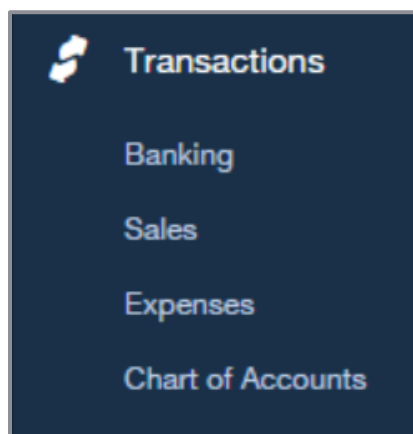 Transactions
Banking
Sales
Expenses
Chart of Accounts